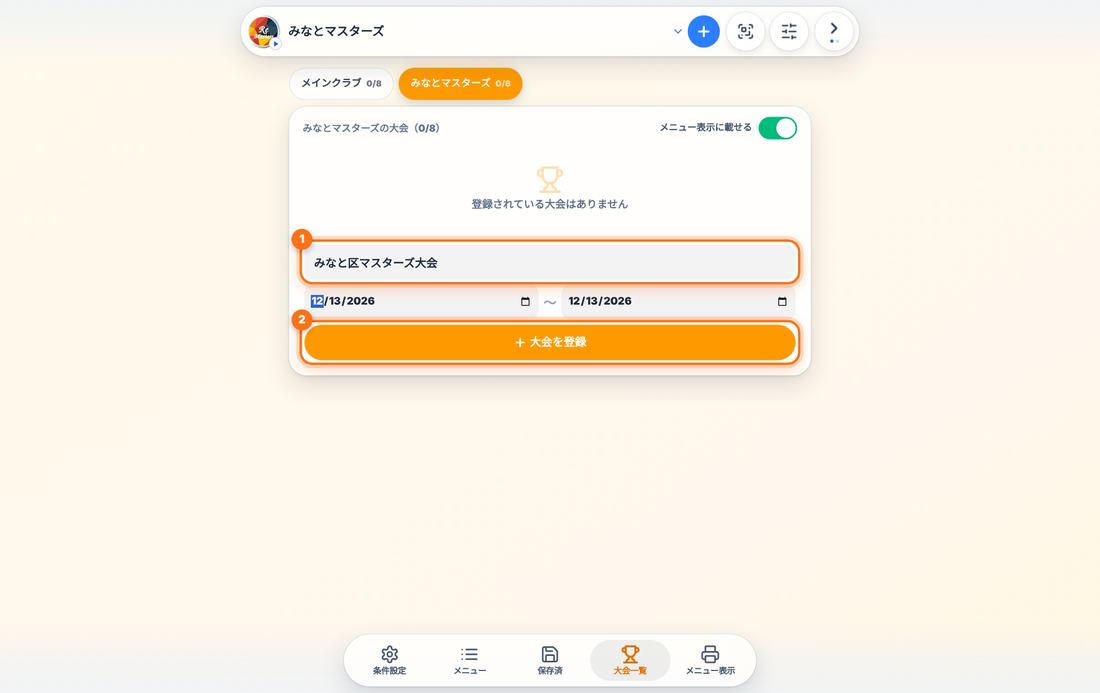 みなとマスターズ
メインクラブ 0/8
みなとマスターズ 0/8
みなとマスターズの大会（0/8）
メニュー表示に載せる
登録されている大会はありません
1
みなと区マスターズ大会
12/13/2026 〜 12/13/2026
2
+ 大会を登録
条件設定
メニュー
保存済
大会一覧
メニュー表示